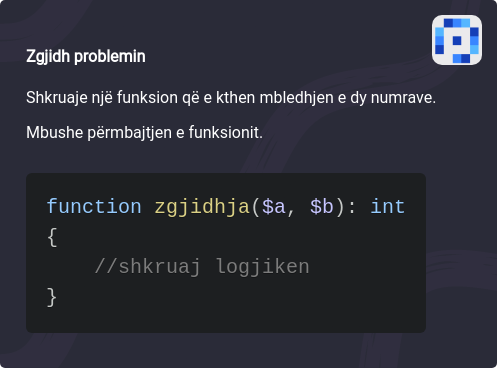 Zgjidh problemin
Shkruaje një funksion që e kthen mbledhjen e dy numrave.
Mbushe përmbajtjen e funksionit.
function zgjidhja($a, $b): int
{
    //shkruaj logjiken
}